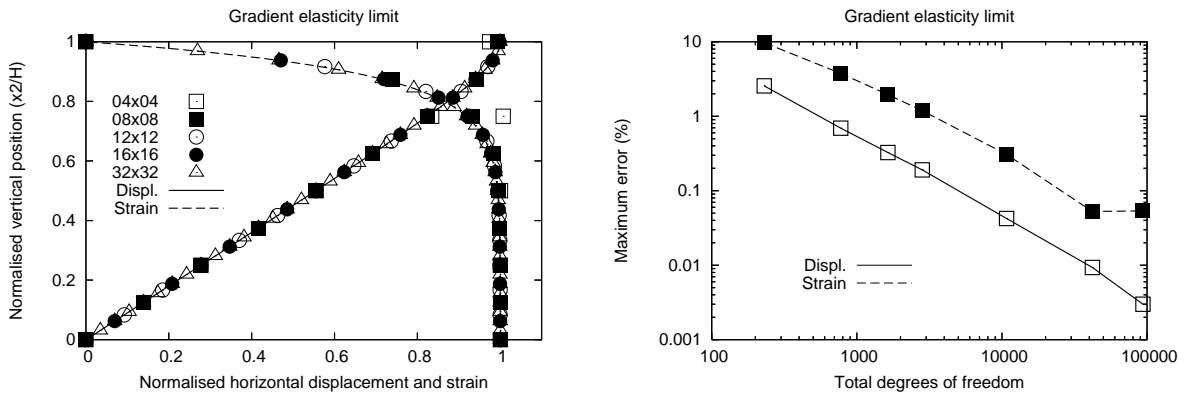 Gradient elasticity limit
Normalised vertical position (x2/H)
1
0.8
0.6
0.4
0.2
0
04x04
08x08
12x12
16x16
32x32
Displ.
Strain
0 0.2 0.4 0.6 0.8 1
Normalised horizontal displacement and strain
Gradient elasticity limit
Maximum error (%)
10
1
0.1
0.01
0.001
Displ.
Strain
100 1000 10000 100000
Total degrees of freedom